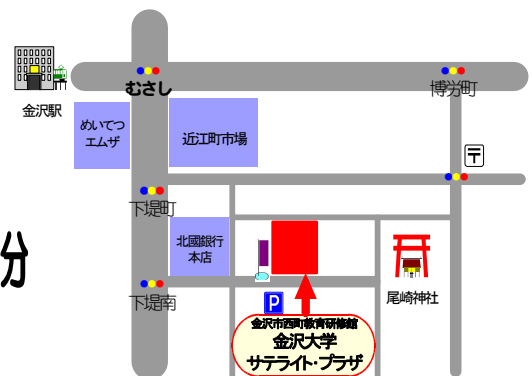 むさし
博労町
金沢駅
めいてつ
エムザ
近江町市場
〒
下堤町
分
北國銀行
本店
尾崎神社
下堤南
P
金沢市西町教育研修館
金沢大学
サテライト・プラザ